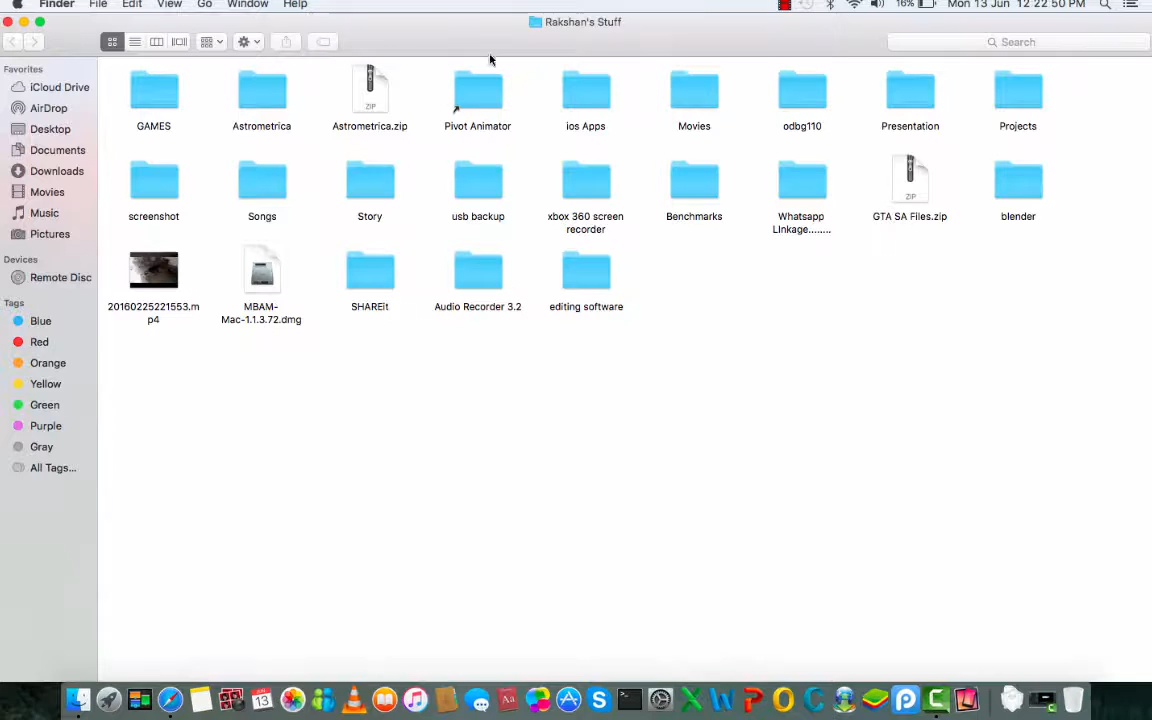 Finder File Edit View Go Window Help 16% Mon 13 Jun 12:22:50 PM
Rakshan's Stuff
Search
Favorites
iCloud Drive
AirDrop
Desktop
Documents
Downloads
Movies
Music
Pictures
Devices
Remote Disc
Tags
Blue
Red
Orange
Yellow
Green
Purple
Gray
All Tags...
ZIP
GAMES Astrometrica Astrometrica.zip Pivot Animator ios Apps Movies odbg110 Presentation Projects
ZIP
screenshot Songs Story usb backup xbox 360 screen Benchmarks Whatsapp GTA SA Files.zip blender
recorder LInkage........
20160225221553.m MBAM- SHAREit Audio Recorder 3.2 editing software
p4 Mac-1.1.3.72.dmg